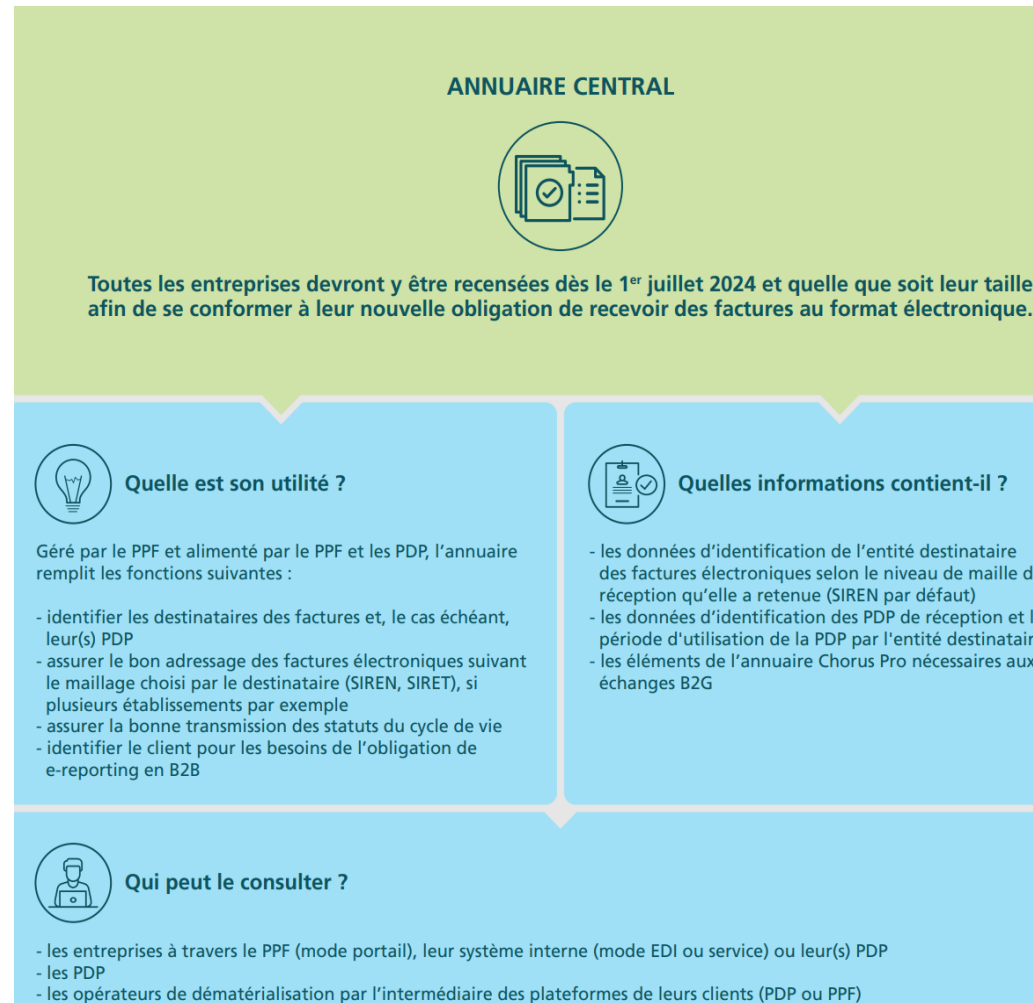 ANNUAIRE CENTRAL
Toutes les entreprises devront y être recensées dès le 1er juillet 2024 et quelle que soit leur taille
afin de se conformer à leur nouvelle obligation de recevoir des factures au format électronique.
Quelle est son utilité ?
Géré par le PPF et alimenté par le PPF et les PDP, l’annuaire
remplit les fonctions suivantes :
- identifier les destinataires des factures et, le cas échéant,
leur(s) PDP
- assurer le bon adressage des factures électroniques suivant
le maillage choisi par le destinataire (SIREN, SIRET), si
plusieurs établissements par exemple
- assurer la bonne transmission des statuts du cycle de vie
- identifier le client pour les besoins de l’obligation de
e-reporting en B2B
Quelles informations contient-il ?
- les données d’identification de l’entité destinataire
des factures électroniques selon le niveau de maille
réception qu’elle a retenue (SIREN par défaut)
- les données d’identification des PDP de réception et
période d'utilisation de la PDP par l'entité
- les éléments de l’annuaire Chorus Pro nécessaires aux
échanges B2G
Qui peut le consulter ?
- les entreprises à travers le PPF (mode portail), leur système interne (mode EDI ou service) ou leur(s) PDP
- les PDP
- les opérateurs de dématérialisation par l’intermédiaire des plateformes de leurs clients (PDP ou PPF)